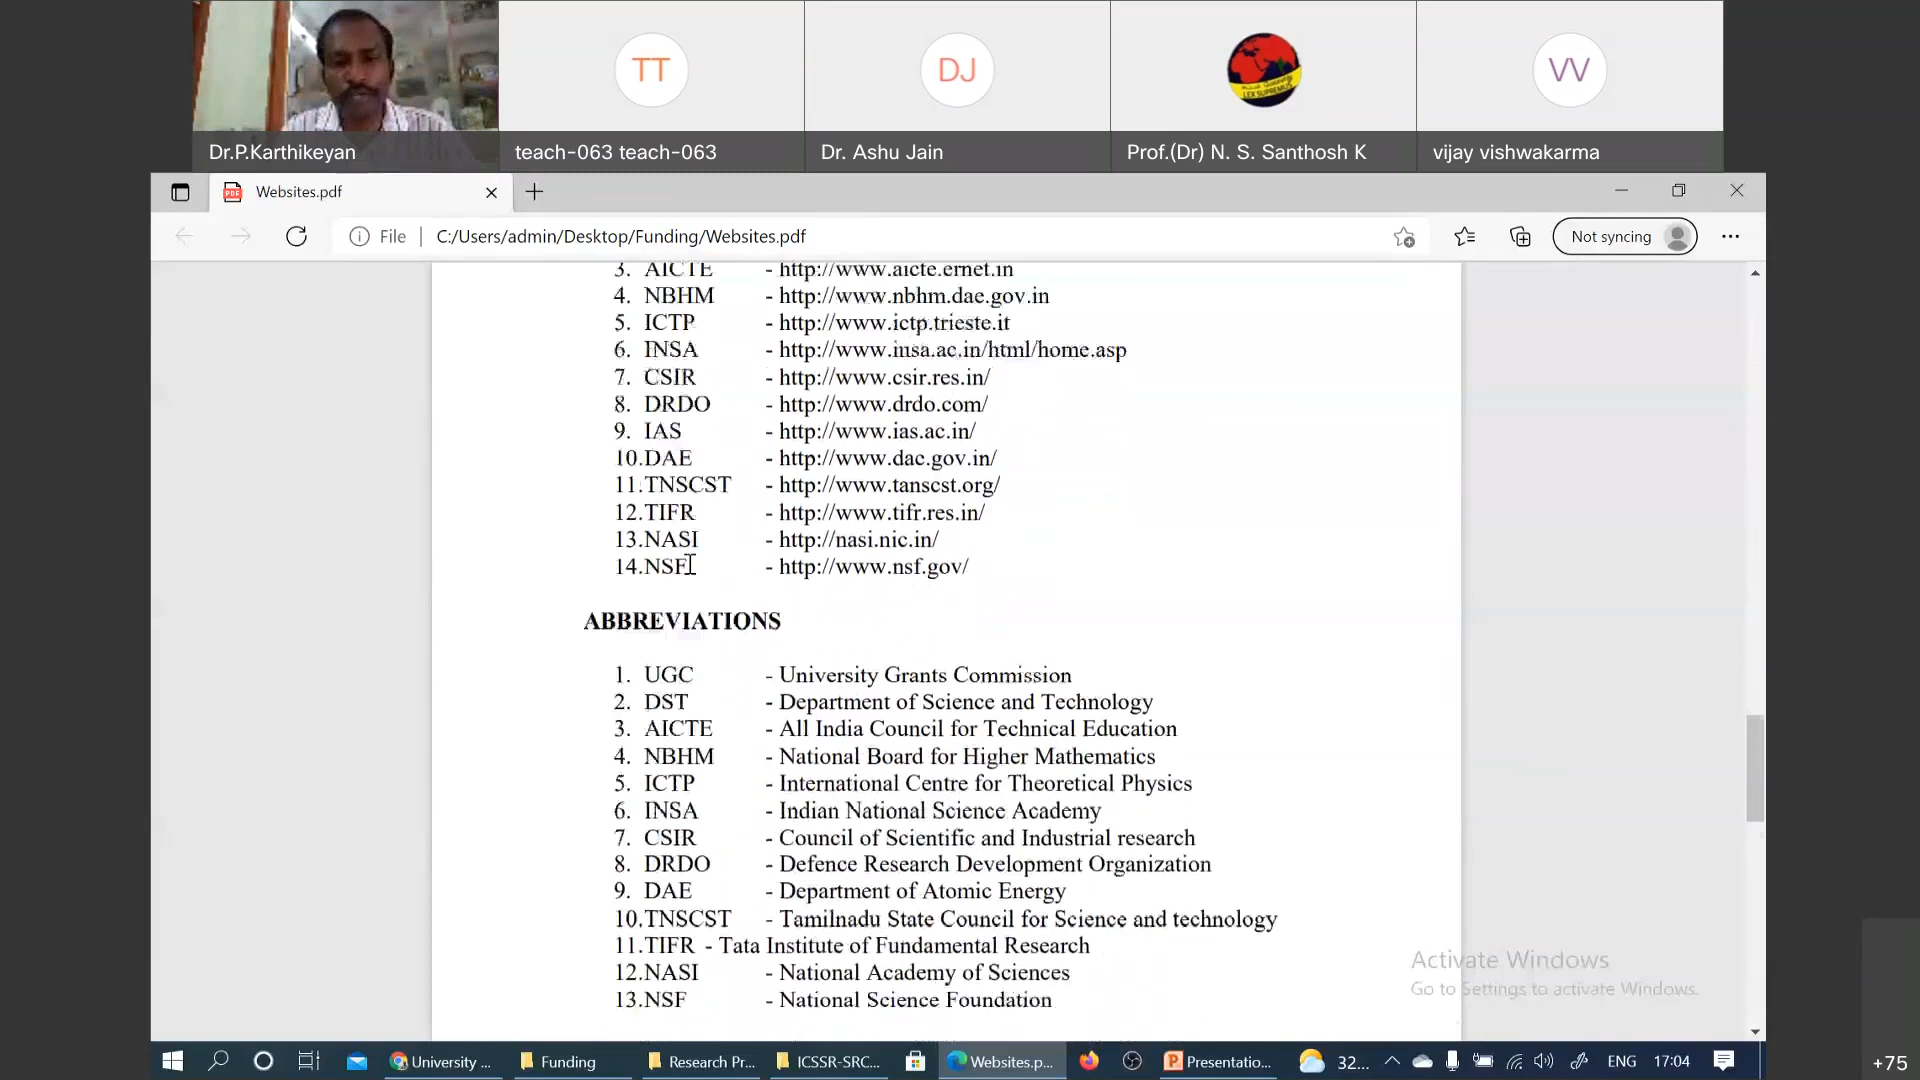 TT
DJ
LEX SUPREMUS
VV
Dr.P.Karthikeyan
teach-063 teach-063
Dr. Ashu Jain
Prof.(Dr) N. S. Santhosh K
vijay vishwakarma
Websites.pdf
File
C:/Users/admin/Desktop/Funding/Websites.pdf
Not syncing
3. AICTE - http://www.aicte.ernet.in
4. NBHM - http://www.nbhm.dae.gov.in
5. ICTP - http://www.ictp.trieste.it
6. INSA - http://www.insa.ac.in/html/home.asp
7. CSIR - http://www.csir.res.in/
8. DRDO - http://www.drdo.com/
9. IAS - http://www.ias.ac.in/
10.DAE - http://www.dac.gov.in/
11.TNSCST - http://www.tanscst.org/
12.TIFR - http://www.tifr.res.in/
13.NASI - http://nasi.nic.in/
14.NSF - http://www.nsf.gov/
ABBREVIATIONS
1. UGC - University Grants Commission
2. DST - Department of Science and Technology
3. AICTE - All India Council for Technical Education
4. NBHM - National Board for Higher Mathematics
5. ICTP - International Centre for Theoretical Physics
6. INSA - Indian National Science Academy
7. CSIR - Council of Scientific and Industrial research
8. DRDO - Defence Research Development Organization
9. DAE - Department of Atomic Energy
10.TNSCST - Tamilnadu State Council for Science and technology
11.TIFR - Tata Institute of Fundamental Research
12.NASI - National Academy of Sciences
13.NSF - National Science Foundation
Activate Windows
Go to Settings to activate Windows.
University ...
Funding
Research Pr...
ICSSR-SRC...
Websites.p...
Presentatio...
32...
ENG
17:04
+75